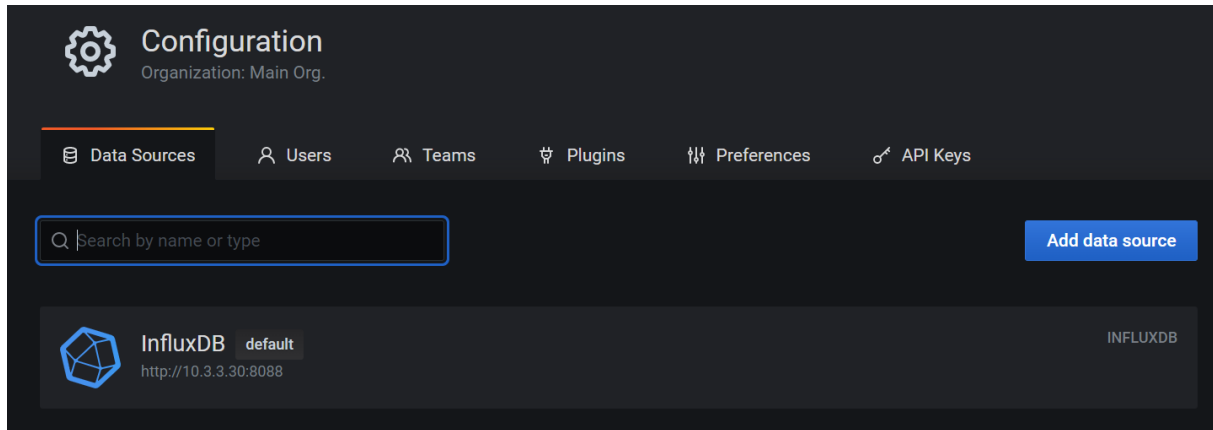 Configuration
Organization: Main Org.
Data Sources Users Teams Plugins Preferences API Keys
Search by name or type Add data source
InfluxDB default INFLUXDB
http://10.3.3.30:8088